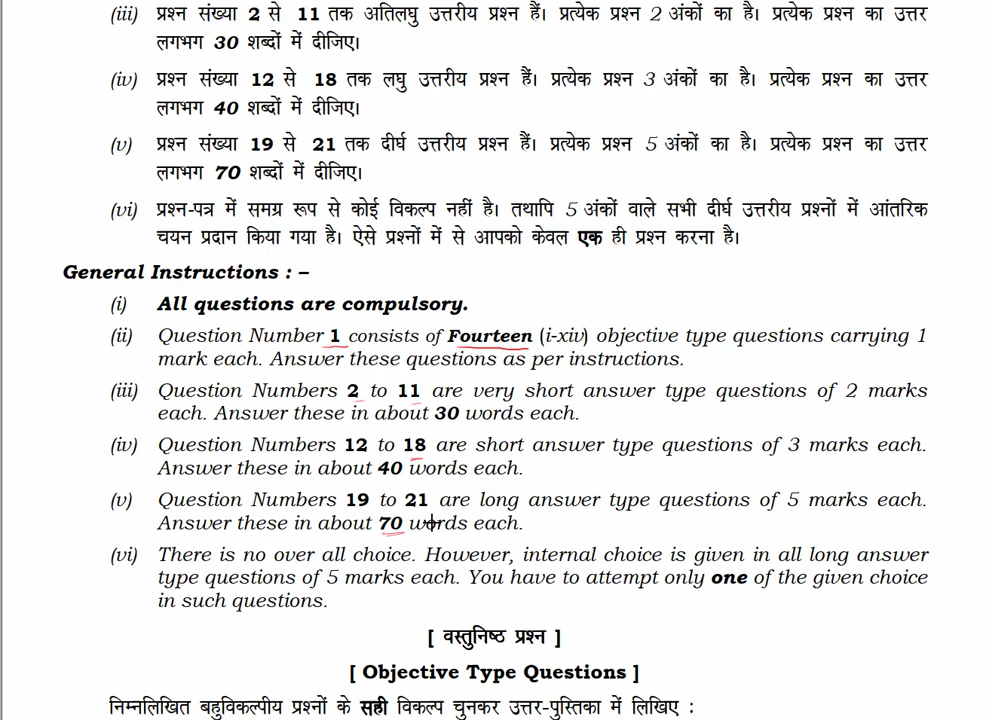 (iii) प्रश्न संख्या 2 से 11 तक अतिलघु उत्तरीय प्रश्न हैं। प्रत्येक प्रश्न 2 अंकों का है। प्रत्येक प्रश्न का उत्तर
लगभग 30 शब्दों में दीजिए।
(iv) प्रश्न संख्या 12 से 18 तक लघु उत्तरीय प्रश्न हैं। प्रत्येक प्रश्न 3 अंकों का है। प्रत्येक प्रश्न का उत्तर
लगभग 40 शब्दों में दीजिए।
(v) प्रश्न संख्या 19 से 21 तक दीर्घ उत्तरीय प्रश्न हैं। प्रत्येक प्रश्न 5 अंकों का है। प्रत्येक प्रश्न का उत्तर
लगभग 70 शब्दों में दीजिए।
(vi) प्रश्न-पत्र में समग्र रूप से कोई विकल्प नहीं है। तथापि 5 अंकों वाले सभी दीर्घ उत्तरीय प्रश्नों में आंतरिक
चयन प्रदान किया गया है। ऐसे प्रश्नों में से आपको केवल एक ही प्रश्न करना है।
General Instructions : –
(i) All questions are compulsory.
(ii) Question Number 1 consists of Fourteen (i-xiv) objective type questions carrying 1
mark each. Answer these questions as per instructions.
(iii) Question Numbers 2 to 11 are very short answer type questions of 2 marks
each. Answer these in about 30 words each.
(iv) Question Numbers 12 to 18 are short answer type questions of 3 marks each.
Answer these in about 40 words each.
(v) Question Numbers 19 to 21 are long answer type questions of 5 marks each.
Answer these in about 70 words each.
(vi) There is no over all choice. However, internal choice is given in all long answer
type questions of 5 marks each. You have to attempt only one of the given choice
in such questions.
[ वस्तुनिष्ठ प्रश्न ]
[ Objective Type Questions ]
निम्नलिखित बहुविकल्पीय प्रश्नों के सही विकल्प चुनकर उत्तर-पुस्तिका में लिखिए :